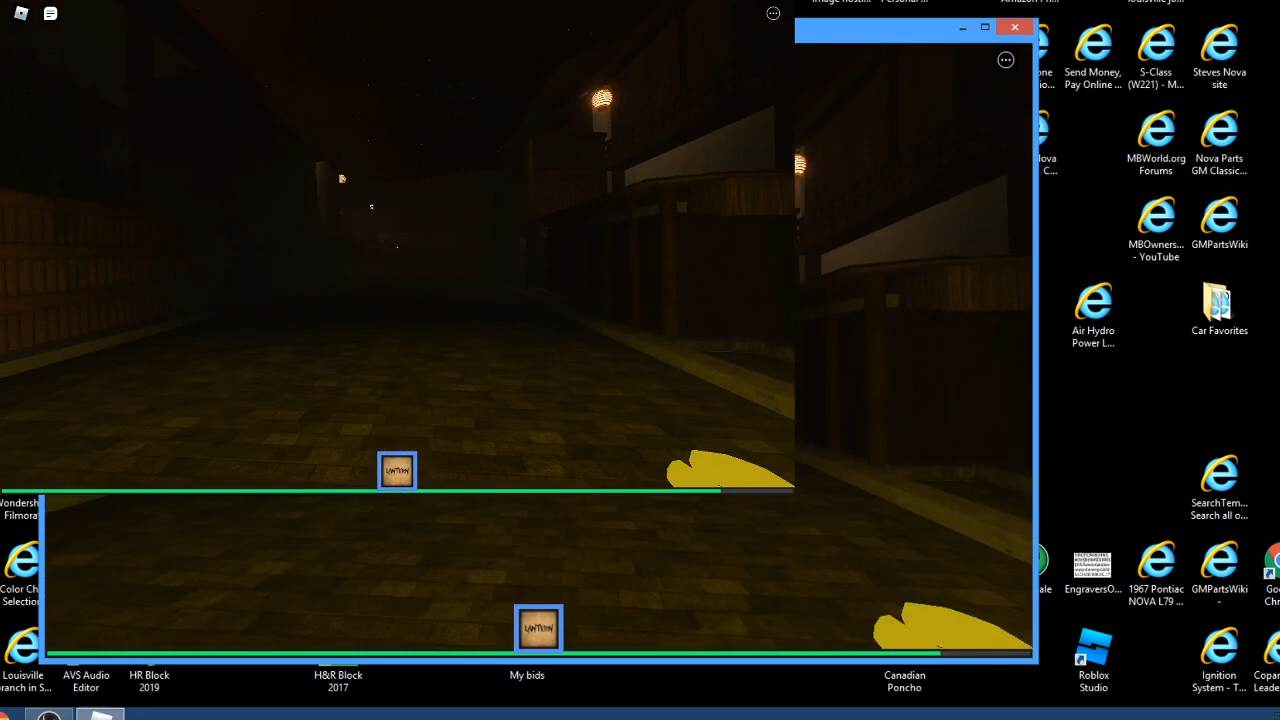 Send Money,
Pay Online ...
S-Class
(W221) - M...
Steves Nova
site
MBWorld.org
Forums
Nova Parts
GM Classic...
MBOwners...
- YouTube
GMPartsWiki
Air Hydro
Power L...
Car Favorites
LANTERN
SearchTem...
Search all o...
Filmora
Color Ch
Selection
EngraversO...
1967 Pontiac
NOVA L79 ...
GMPartsWiki
-
LANTERN
Louisville
AVS Audio
Editor
HR Block
2019
H&R Block
2017
My bids
Canadian
Poncho
Roblox
Studio
Ignition
System - T...